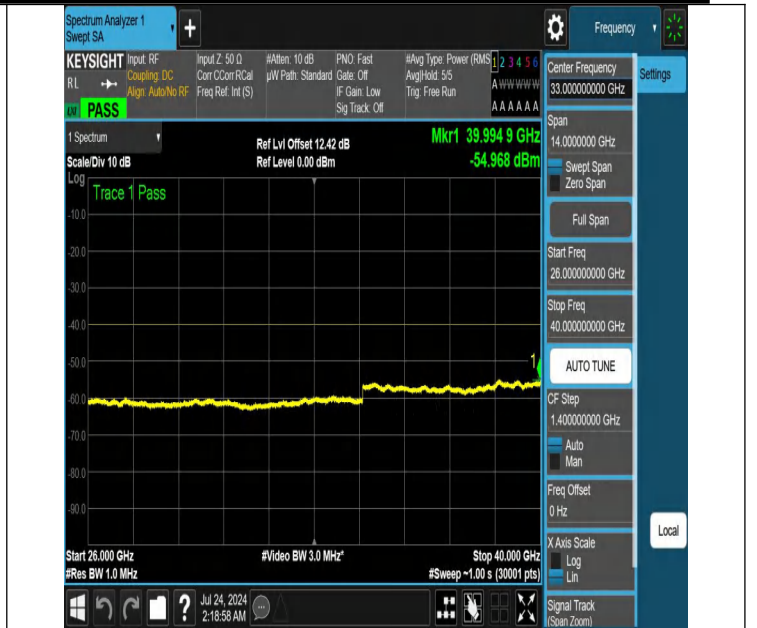 Spectrum Analyzer 1
Swept SA
+
Frequency
KEYSIGHT
RL
PASS
Input: RF
Coupling: DC
Align: Auto/No RF
Input Z: 50 Ω
Corr CCorr RCal
Freq Ref: Int (S)
#Atten: 10 dB
µW Path: Standard
PNO: Fast
Gate: Off
IF Gain: Low
Sig Track: Off
#Avg Type: Power (RMS
Avg|Hold: 5/5
Trig: Free Run
1 2 3 4 5 6
A W W W W W
A A A A A A
1 Spectrum
Scale/Div 10 dB
Ref Lvl Offset 12.42 dB
Ref Level 0.00 dBm
Mkr1 39.994 9 GHz
-54.968 dBm
Log
Trace 1 Pass
-10.0
-20.0
-30.0
-40.0
-50.0
-60.0
-70.0
-80.0
-90.0
1
Start 26.000 GHz
#Res BW 1.0 MHz
#Video BW 3.0 MHz*
Stop 40.000 GHz
#Sweep ~1.00 s (30001 pts)
Jul 24, 2024
2:18:58 AM
?
Center Frequency
33.000000000 GHz
Settings
Span
14.0000000 GHz
Swept Span
Zero Span
Full Span
Start Freq
26.000000000 GHz
Stop Freq
40.000000000 GHz
AUTO TUNE
CF Step
1.400000000 GHz
Auto
Man
Freq Offset
0 Hz
X Axis Scale
Log
Lin
Local
Signal Track
(Span Zoom)